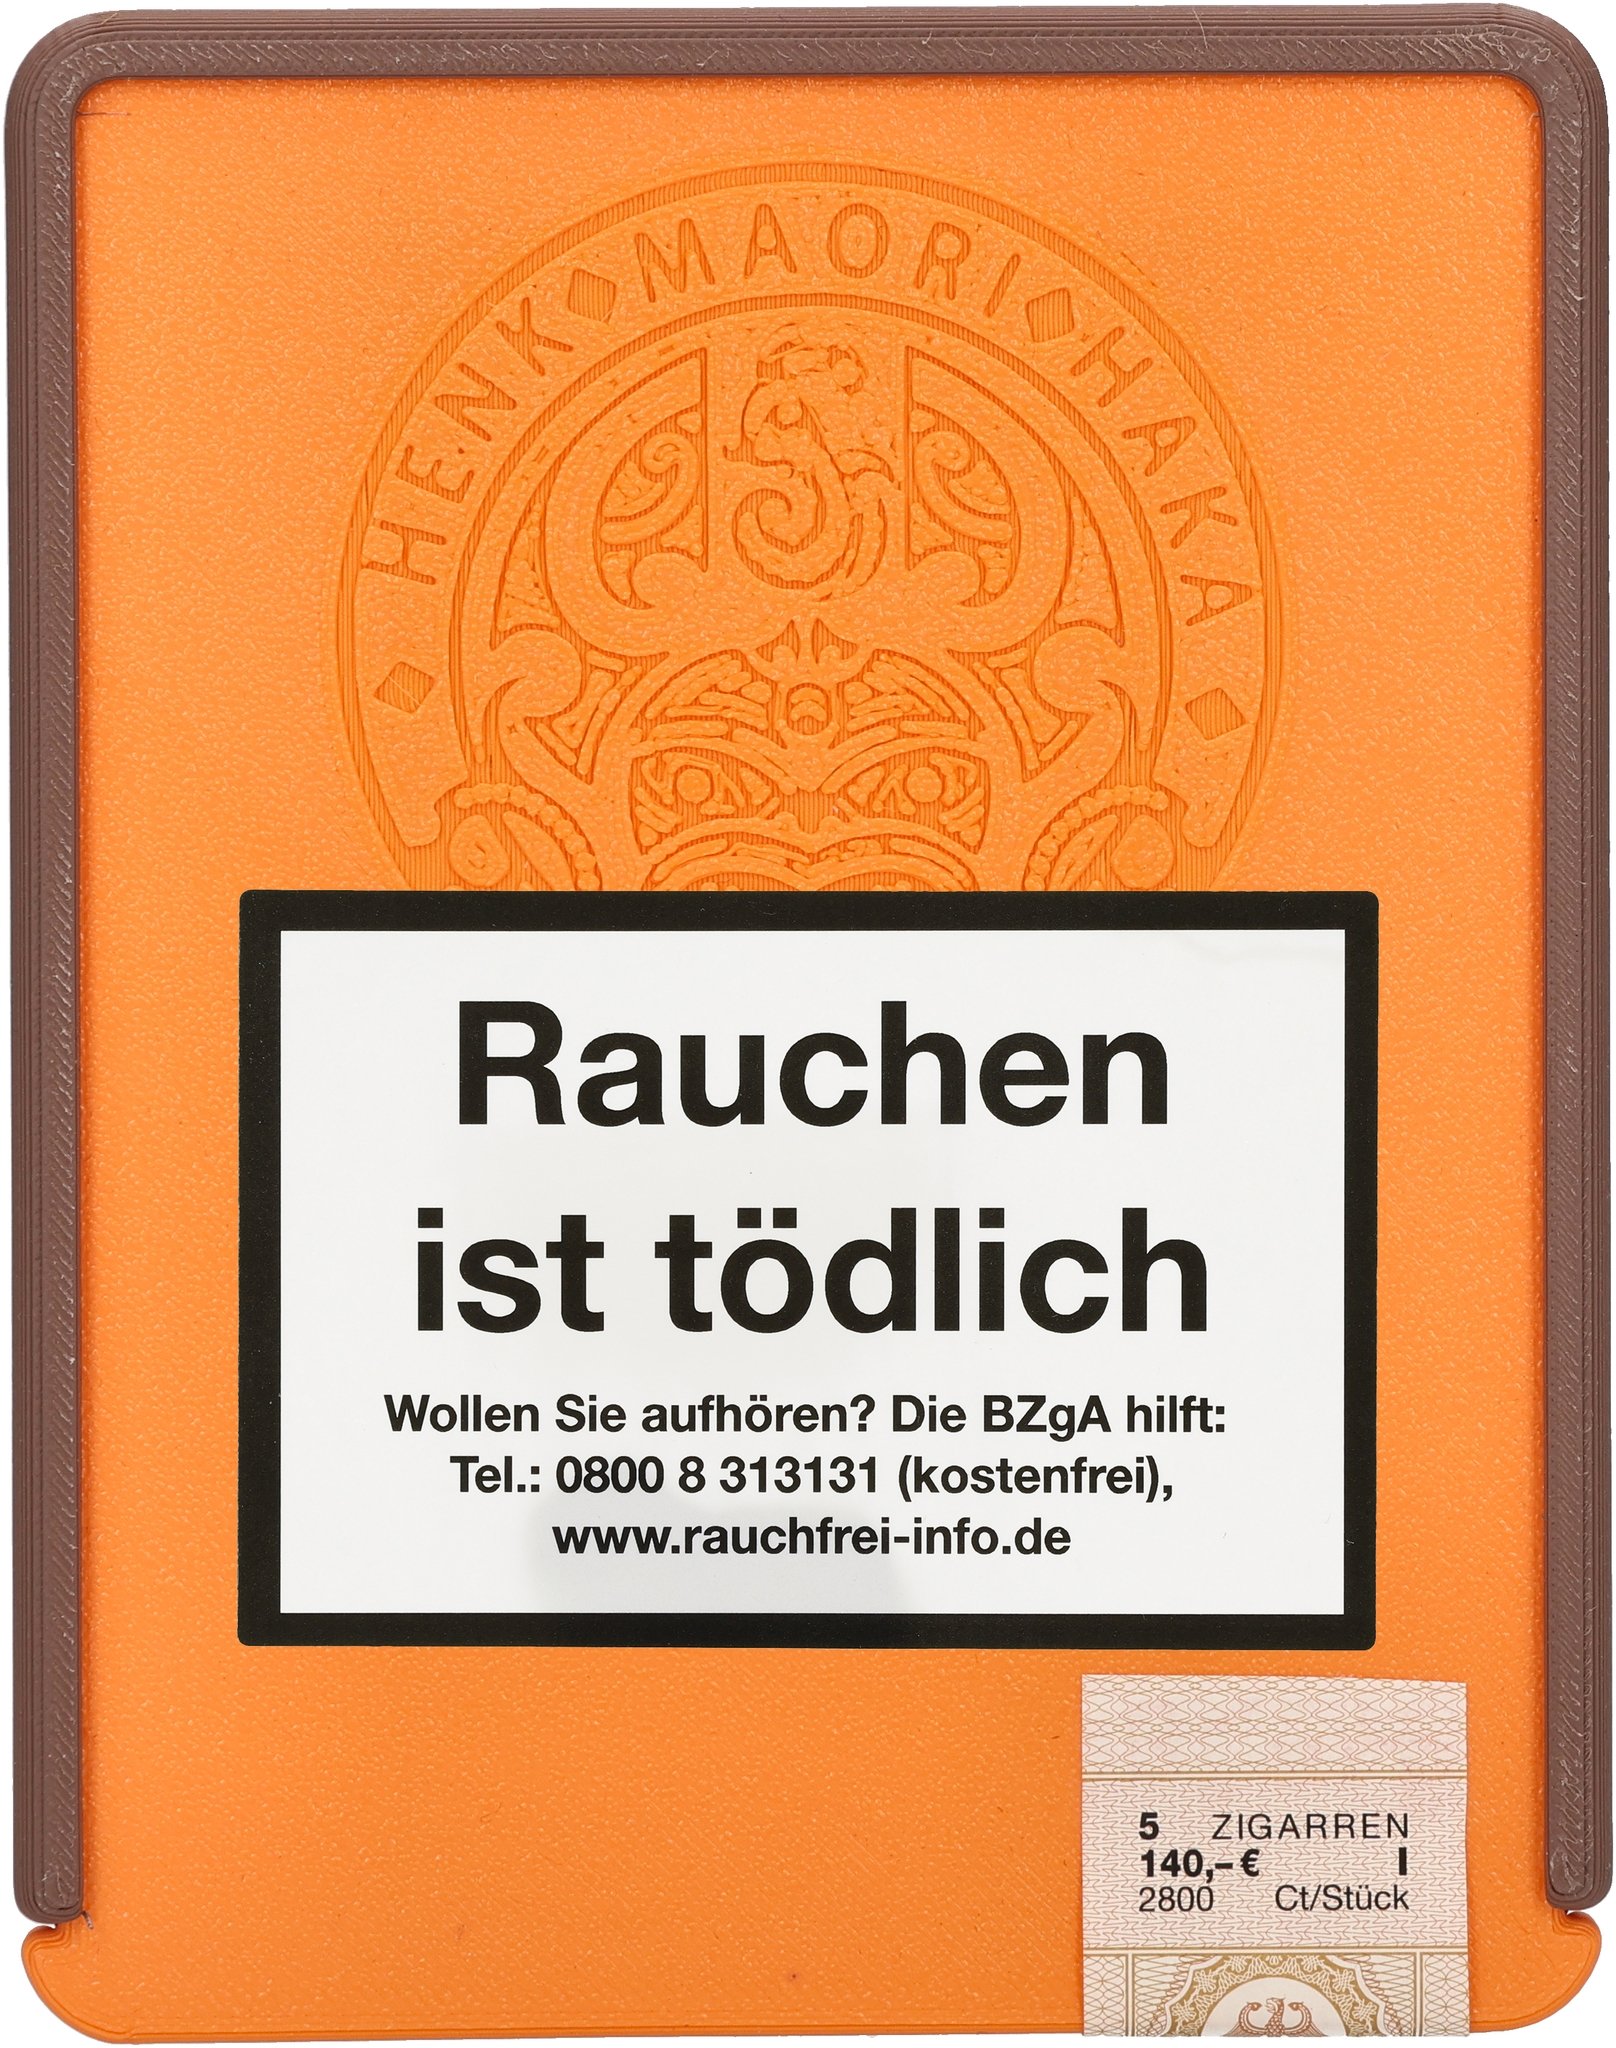 HENK MAORI HAKA
Rauchen
ist tödlich
Wollen Sie aufhören? Die BZgA hilft:
Tel.: 0800 8 313131 (kostenfrei),
www.rauchfrei-info.de
5 ZIGARREN
140,– € I
2800 Ct/Stück